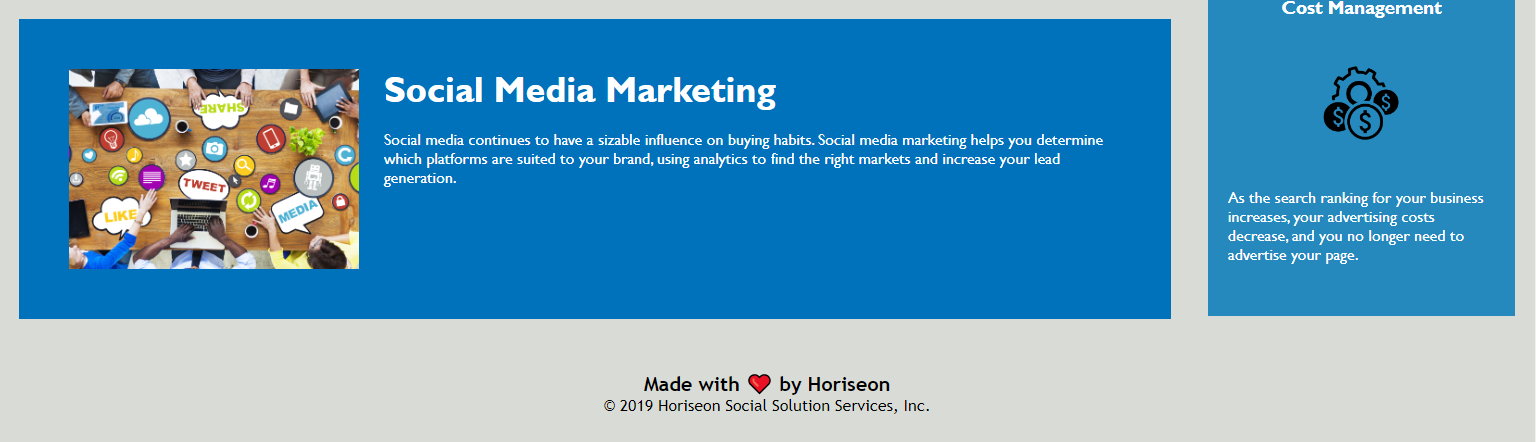 Cost Management
SHARE
TWEET
LIKE
MEDIA
Social Media Marketing
Social media continues to have a sizable influence on buying habits. Social media marketing helps you determine
which platforms are suited to your brand, using analytics to find the right markets and increase your lead
generation.
$
$
$
As the search ranking for your business
increases, your advertising costs
decrease, and you no longer need to
advertise your page.
Made with ❤️ by Horiseon
© 2019 Horiseon Social Solution Services, Inc.